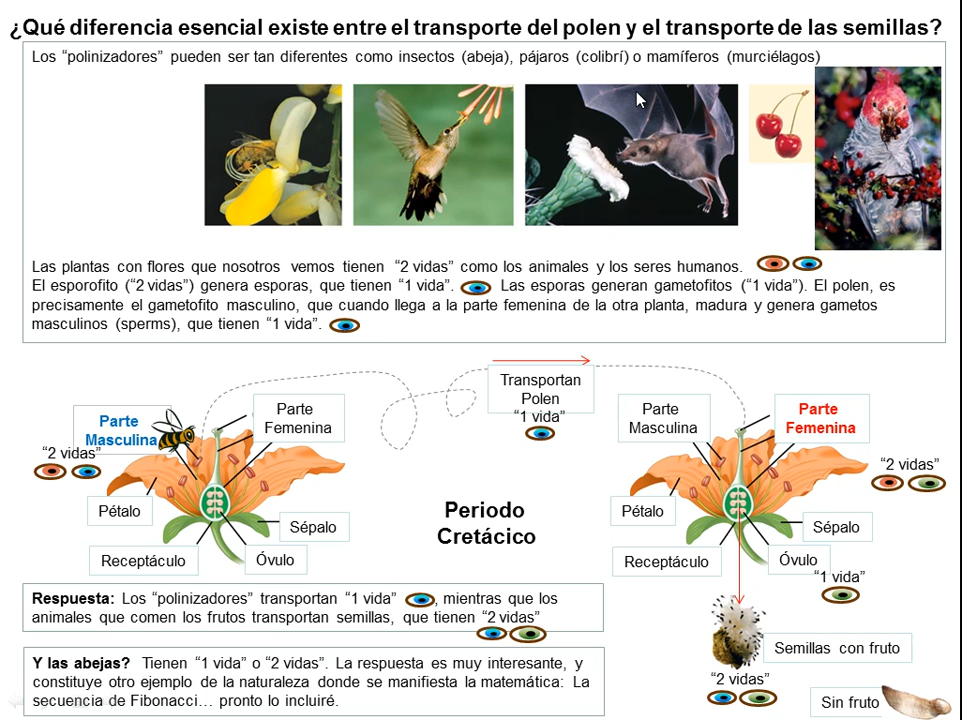 ¿Qué diferencia esencial existe entre el transporte del polen y el transporte de las semillas?
Los “polinizadores” pueden ser tan diferentes como insectos (abeja), pájaros (colibrí) o mamíferos (murciélagos)
Las plantas con flores que nosotros vemos tienen “2 vidas” como los animales y los seres humanos.
El esporofito (“2 vidas”) genera esporas, que tienen “1 vida”. Las esporas generan gametofitos (“1 vida”). El polen, es
precisamente el gametofito masculino, que cuando llega a la parte femenina de la otra planta, madura y genera gametos
masculinos (sperms), que tienen “1 vida”.
Transportan
Polen
“1 vida”
Parte
Masculina
Parte
Femenina
“2 vidas”
Pétalo
Sépalo
Receptáculo
Óvulo
Periodo
Cretácico
Parte
Masculina
Parte
Femenina
“2 vidas”
Pétalo
Sépalo
Receptáculo
Óvulo
“1 vida”
Respuesta: Los “polinizadores” transportan “1 vida” , mientras que los
animales que comen los frutos transportan semillas, que tienen “2 vidas”
Y las abejas? Tienen “1 vida” o “2 vidas”. La respuesta es muy interesante, y
constituye otro ejemplo de la naturaleza donde se manifiesta la matemática: La
secuencia de Fibonacci… pronto lo incluiré.
Semillas con fruto
“2 vidas”
Sin fruto